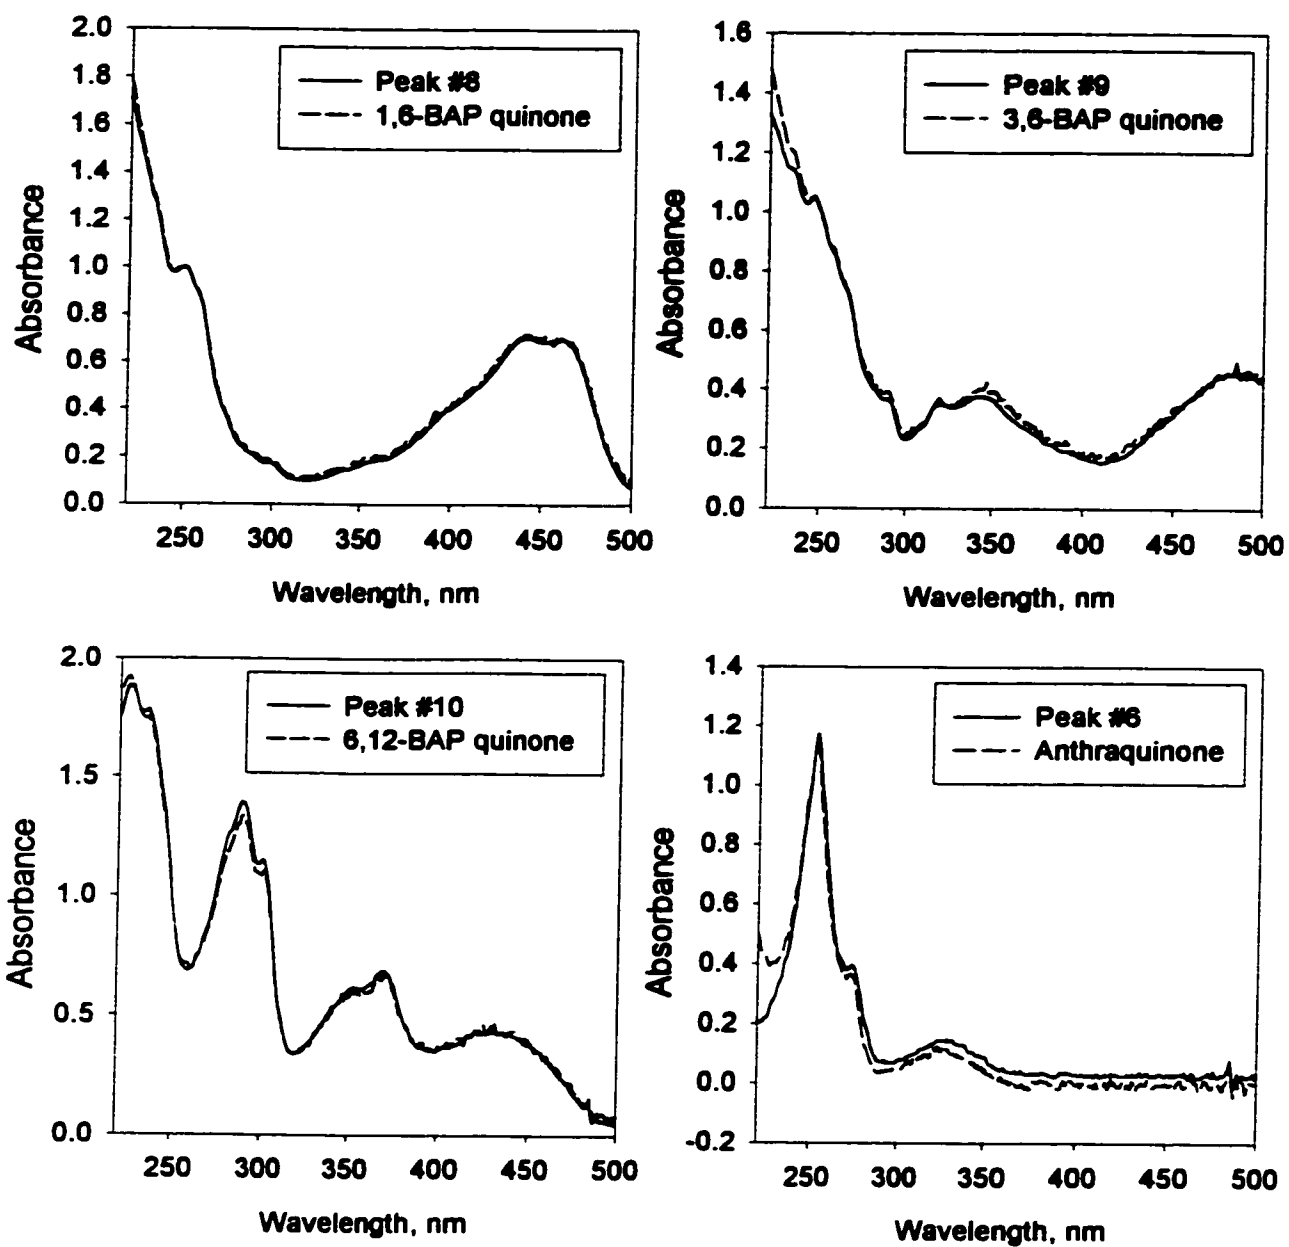 2.0
1.8
1.6
1.4
1.2
1.0
0.8
0.6
0.4
0.2
0.0
Absorbance
Peak #8
1,6-BAP quinone
250 300 350 400 450 500
Wavelength, nm
1.6
1.4
1.2
1.0
0.8
0.6
0.4
0.2
0.0
Absorbance
Peak #9
3,6-BAP quinone
250 300 350 400 450 500
Wavelength, nm
2.0
1.5
1.0
0.5
0.0
Absorbance
Peak #10
6,12-BAP quinone
250 300 350 400 450 500
Wavelength, nm
1.4
1.2
1.0
0.8
0.6
0.4
0.2
0.0
-0.2
Absorbance
Peak #6
Anthraquinone
250 300 350 400 450 500
Wavelength, nm